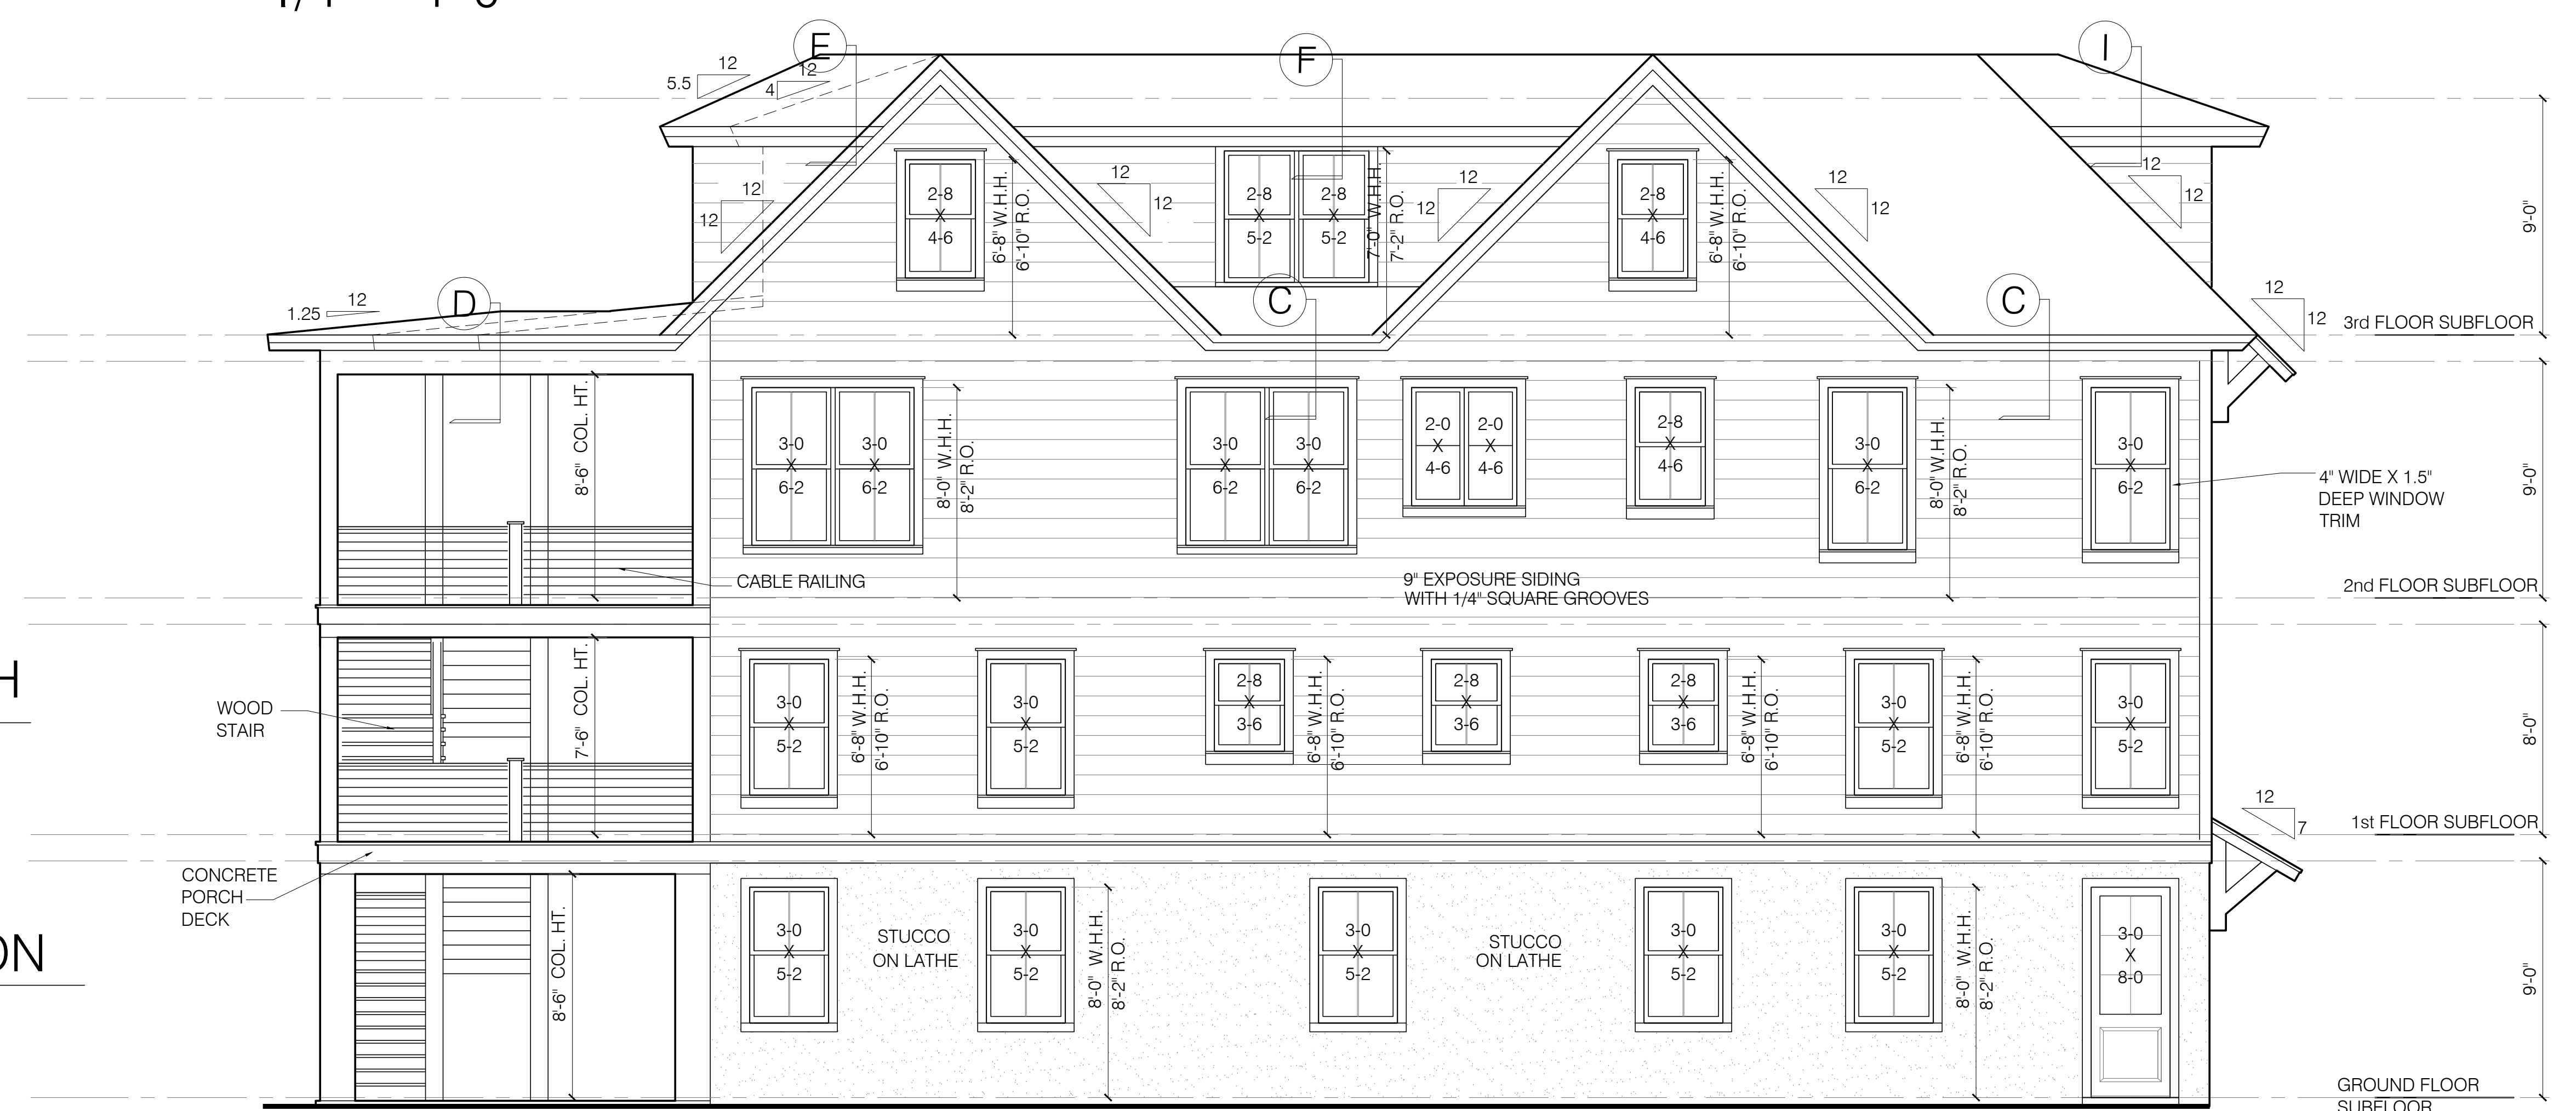 E
F
I
12
5.5
12
4
12
12
12
12
12
12
12
12
12
12
2-8
X
4-6
6'-8" W.H.H.
6'-10" R.O.
2-8
X
5-2
2-8
X
5-2
7'-0" W.H.H.
7'-2" R.O.
2-8
X
4-6
6'-8" W.H.H.
6'-10" R.O.
9'-0"
1.25
12
D
C
C
12
12
3rd FLOOR SUBFLOOR
8'-6" COL. HT.
3-0
X
6-2
3-0
X
6-2
8'-0" W.H.H.
8'-2" R.O.
3-0
X
6-2
3-0
X
6-2
2-0
X
4-6
2-0
X
4-6
2-8
X
4-6
3-0
X
6-2
8'-0" W.H.H.
8'-2" R.O.
3-0
X
6-2
4" WIDE X 1.5"
DEEP WINDOW
TRIM
9'-0"
CABLE RAILING
9" EXPOSURE SIDING
WITH 1/4" SQUARE GROOVES
2nd FLOOR SUBFLOOR
H
WOOD
STAIR
7'-6" COL. HT.
3-0
X
5-2
6'-8" W.H.H.
6'-10" R.O.
3-0
X
5-2
2-8
X
3-6
6'-8" W.H.H.
6'-10" R.O.
2-8
X
3-6
2-8
X
3-6
6'-8" W.H.H.
6'-10" R.O.
3-0
X
5-2
6'-8" W.H.H.
6'-10" R.O.
3-0
X
5-2
8'-0"
12
7
1st FLOOR SUBFLOOR
CONCRETE
PORCH
DECK
ON
8'-6" COL. HT.
3-0
X
5-2
STUCCO
ON LATHE
3-0
X
5-2
8'-0" W.H.H.
8'-2" R.O.
3-0
X
5-2
STUCCO
ON LATHE
3-0
X
5-2
3-0
X
5-2
8'-0" W.H.H.
8'-2" R.O.
3-0
X
8-0
9'-0"
GROUND FLOOR
SUBFLOOR